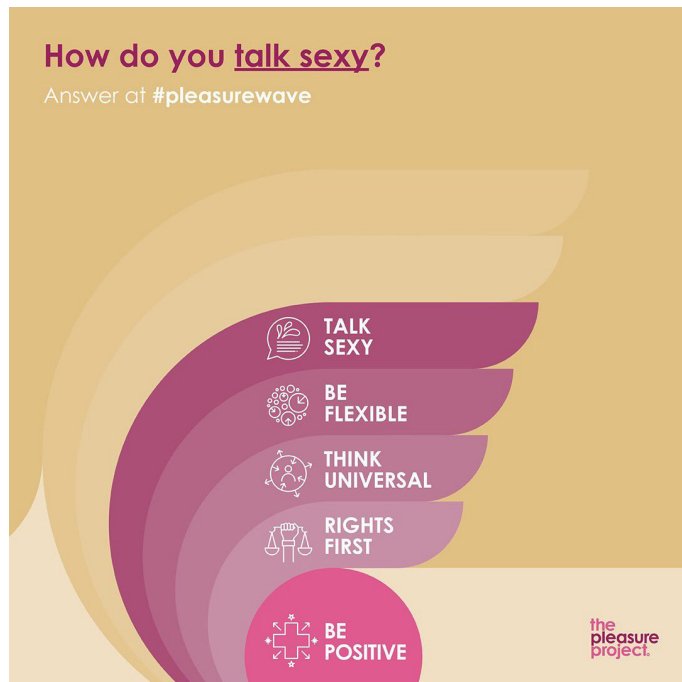 How do you talk sexy?
Answer at #pleasurewave
TALK
SEXY
BE
FLEXIBLE
THINK
UNIVERSAL
RIGHTS
FIRST
BE
POSITIVE
the
pleasure
project.